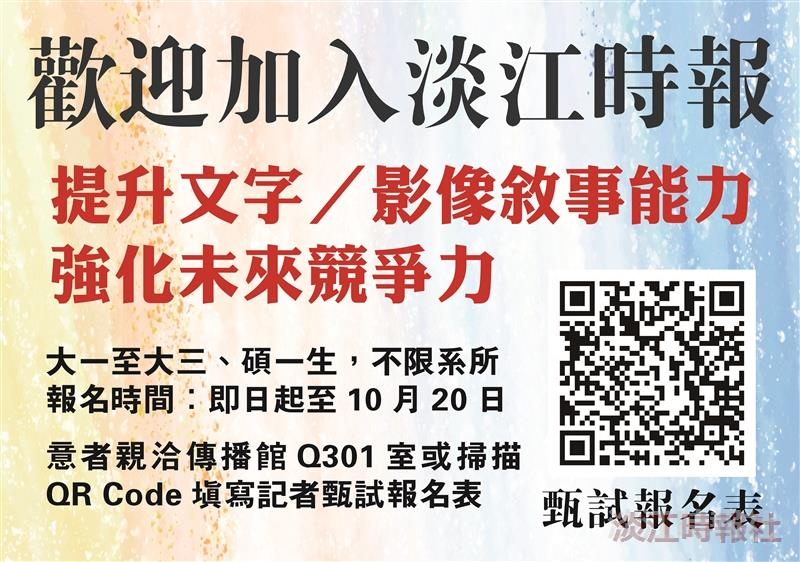 歡迎加入淡江時報
提升文字／影像敘事能力
強化未來競爭力
大一至大三、碩一生，不限系所
報名時間：即日起至 10 月 20 日
意者親洽傳播館 Q301 室或掃描
QR Code 填寫記者甄試報名表
甄試報名表
淡江時報社